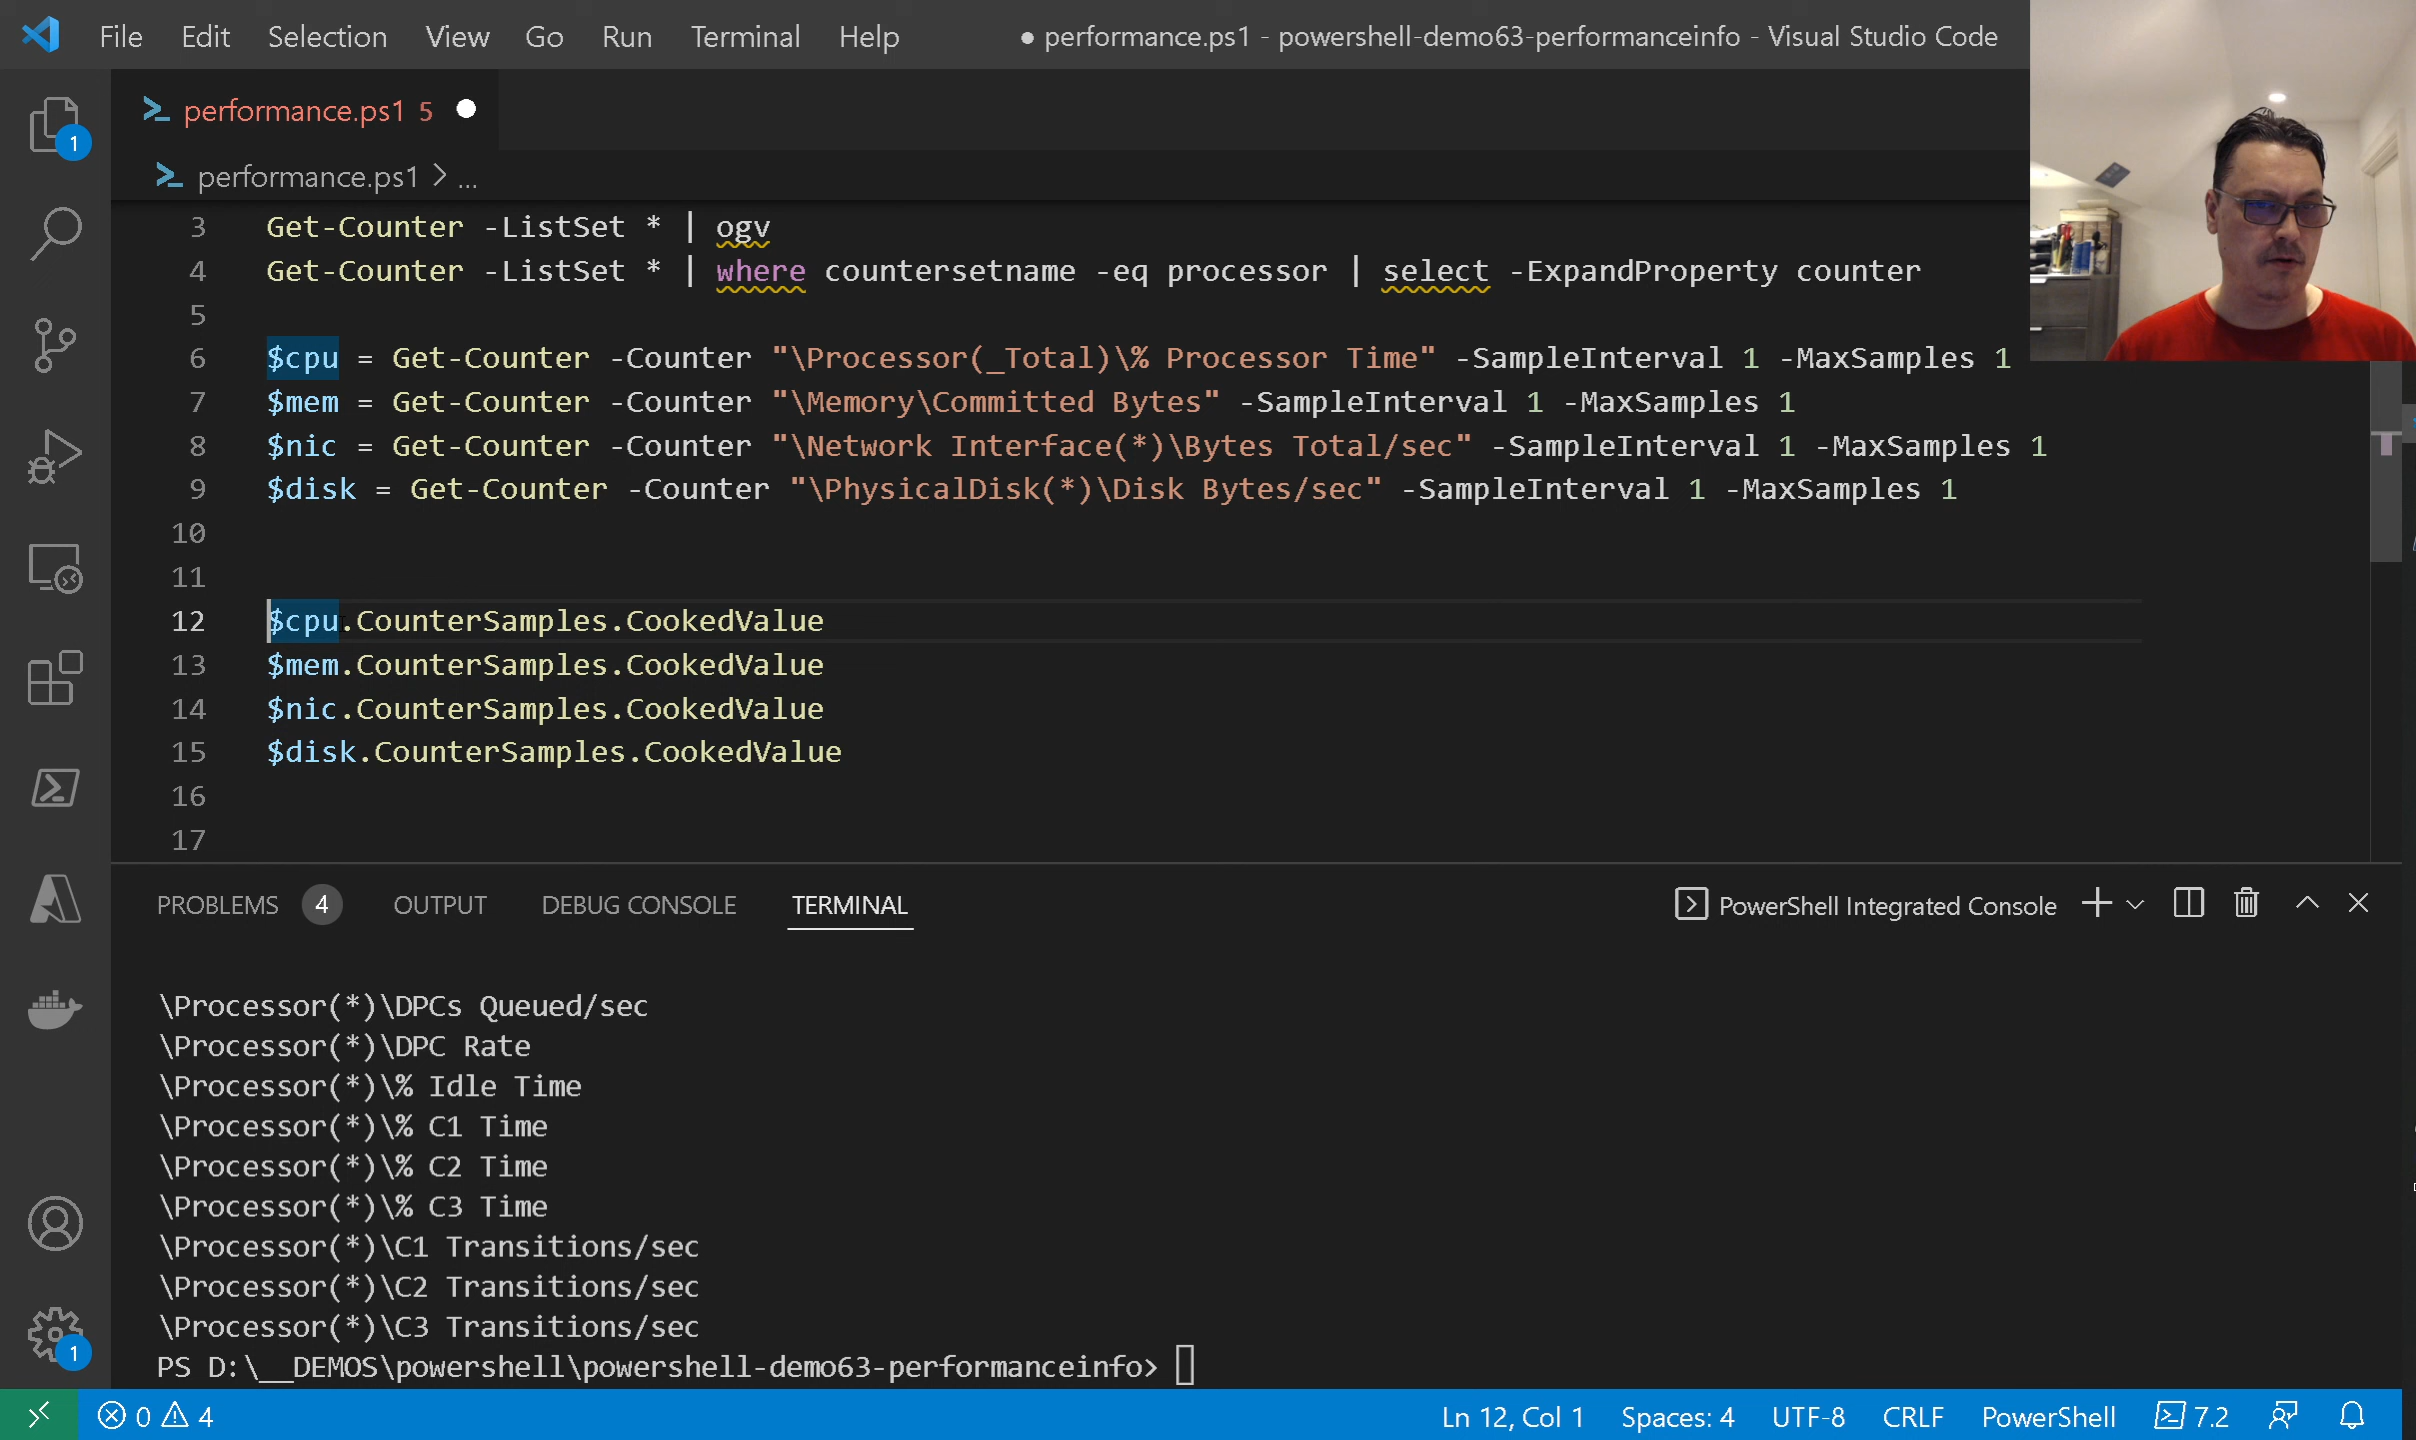 File Edit Selection View Go Run Terminal Help ● performance.ps1 - powershell-demo63-performanceinfo - Visual Studio Code
1
performance.ps1 5
performance.ps1 > ...
3 Get-Counter -ListSet * | ogv
4 Get-Counter -ListSet * | where countersetname -eq processor | select -ExpandProperty counter
5
6 $cpu = Get-Counter -Counter "\Processor(_Total)\% Processor Time" -SampleInterval 1 -MaxSamples 1
7 $mem = Get-Counter -Counter "\Memory\Committed Bytes" -SampleInterval 1 -MaxSamples 1
8 $nic = Get-Counter -Counter "\Network Interface(*)\Bytes Total/sec" -SampleInterval 1 -MaxSamples 1
9 $disk = Get-Counter -Counter "\PhysicalDisk(*)\Disk Bytes/sec" -SampleInterval 1 -MaxSamples 1
10
11
12 $cpu.CounterSamples.CookedValue
13 $mem.CounterSamples.CookedValue
14 $nic.CounterSamples.CookedValue
15 $disk.CounterSamples.CookedValue
16
17
PROBLEMS 4 OUTPUT DEBUG CONSOLE TERMINAL PowerShell Integrated Console
\Processor(*)\DPCs Queued/sec
\Processor(*)\DPC Rate
\Processor(*)\% Idle Time
\Processor(*)\% C1 Time
\Processor(*)\% C2 Time
\Processor(*)\% C3 Time
\Processor(*)\C1 Transitions/sec
\Processor(*)\C2 Transitions/sec
\Processor(*)\C3 Transitions/sec
PS D:\__DEMOS\powershell\powershell-demo63-performanceinfo>
1
0 4 Ln 12, Col 1 Spaces: 4 UTF-8 CRLF PowerShell 7.2